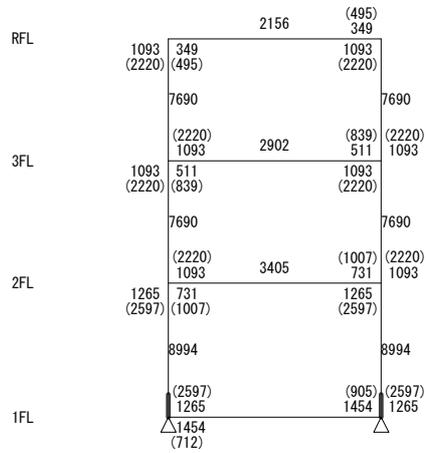 (495)
2156 349
RFL
1093 349 1093
(2220) (495) (2220)
7690 7690
(2220) (839) (2220)
1093 2902 511 1093
3FL
1093 511 1093
(2220) (839) (2220)
7690 7690
(2220) (1007) (2220)
1093 3405 731 1093
2FL
1265 731 1265
(2597) (1007) (2597)
8994 8994
(2597) (905) (2597)
1265 1454 1265
1FL
1454
(712)